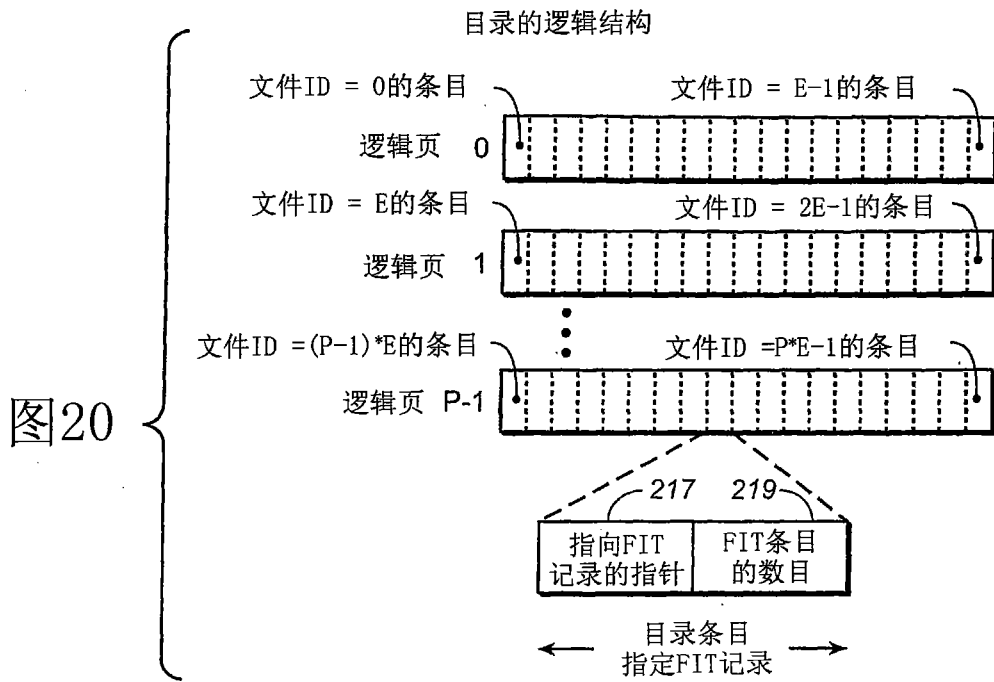 目录的逻辑结构
文件ID = 0的条目
文件ID = E-1的条目
逻辑页 0
文件ID = E的条目
文件ID = 2E-1的条目
逻辑页 1
文件ID =(P-1)*E的条目
文件ID =P*E-1的条目
逻辑页 P-1
图20
217
219
指向FIT
记录的指针
FIT条目
的数目
目录条目
指定FIT记录